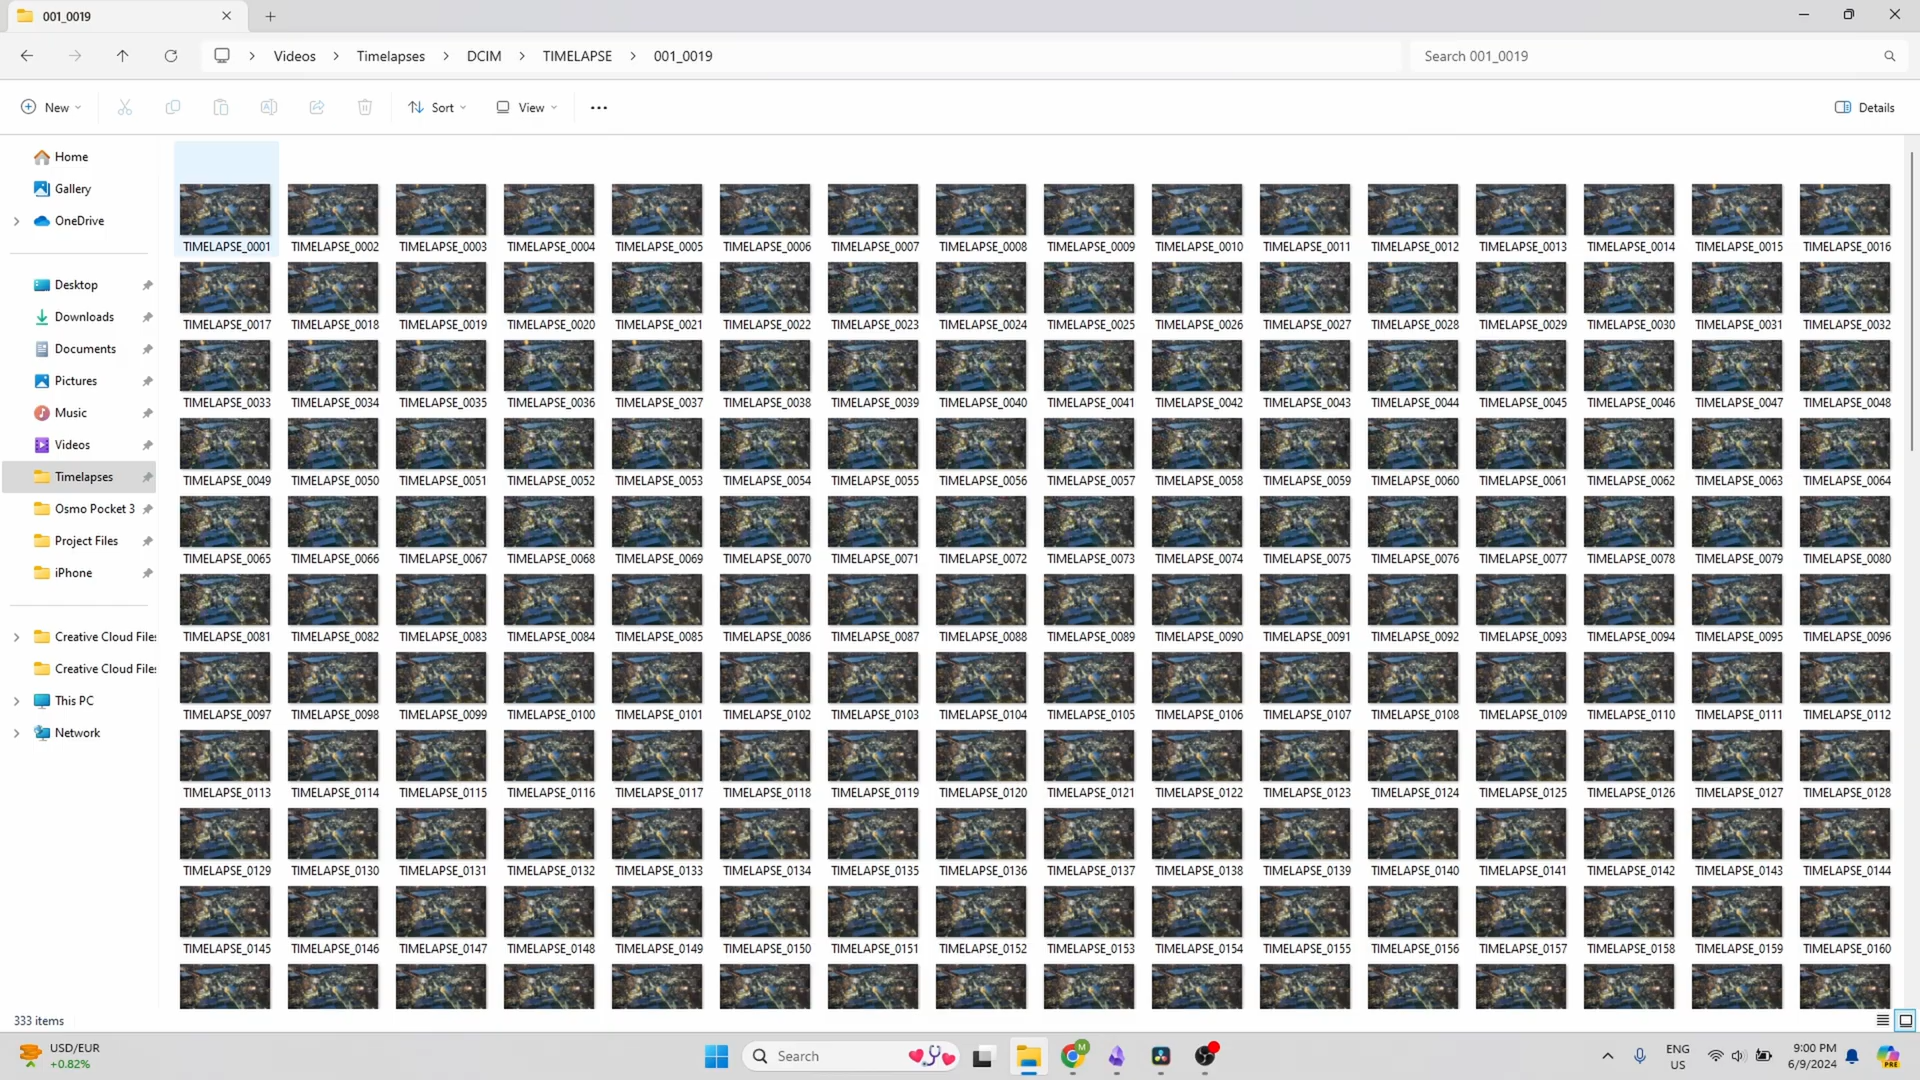 001_0019
Videos > Timelapses > DCIM > TIMELAPSE > 001_0019
Search 001_0019
New
Sort
View
Details
Home
Gallery
OneDrive
Desktop
Downloads
Documents
Pictures
Music
Videos
Timelapses
Osmo Pocket 3
Project Files
iPhone
Creative Cloud Files
Creative Cloud Files
This PC
Network
TIMELAPSE_0001 TIMELAPSE_0002 TIMELAPSE_0003 TIMELAPSE_0004 TIMELAPSE_0005 TIMELAPSE_0006 TIMELAPSE_0007 TIMELAPSE_0008 TIMELAPSE_0009 TIMELAPSE_0010 TIMELAPSE_0011 TIMELAPSE_0012 TIMELAPSE_0013 TIMELAPSE_0014 TIMELAPSE_0015 TIMELAPSE_0016
TIMELAPSE_0017 TIMELAPSE_0018 TIMELAPSE_0019 TIMELAPSE_0020 TIMELAPSE_0021 TIMELAPSE_0022 TIMELAPSE_0023 TIMELAPSE_0024 TIMELAPSE_0025 TIMELAPSE_0026 TIMELAPSE_0027 TIMELAPSE_0028 TIMELAPSE_0029 TIMELAPSE_0030 TIMELAPSE_0031 TIMELAPSE_0032
TIMELAPSE_0033 TIMELAPSE_0034 TIMELAPSE_0035 TIMELAPSE_0036 TIMELAPSE_0037 TIMELAPSE_0038 TIMELAPSE_0039 TIMELAPSE_0040 TIMELAPSE_0041 TIMELAPSE_0042 TIMELAPSE_0043 TIMELAPSE_0044 TIMELAPSE_0045 TIMELAPSE_0046 TIMELAPSE_0047 TIMELAPSE_0048
TIMELAPSE_0049 TIMELAPSE_0050 TIMELAPSE_0051 TIMELAPSE_0052 TIMELAPSE_0053 TIMELAPSE_0054 TIMELAPSE_0055 TIMELAPSE_0056 TIMELAPSE_0057 TIMELAPSE_0058 TIMELAPSE_0059 TIMELAPSE_0060 TIMELAPSE_0061 TIMELAPSE_0062 TIMELAPSE_0063 TIMELAPSE_0064
TIMELAPSE_0065 TIMELAPSE_0066 TIMELAPSE_0067 TIMELAPSE_0068 TIMELAPSE_0069 TIMELAPSE_0070 TIMELAPSE_0071 TIMELAPSE_0072 TIMELAPSE_0073 TIMELAPSE_0074 TIMELAPSE_0075 TIMELAPSE_0076 TIMELAPSE_0077 TIMELAPSE_0078 TIMELAPSE_0079 TIMELAPSE_0080
TIMELAPSE_0081 TIMELAPSE_0082 TIMELAPSE_0083 TIMELAPSE_0084 TIMELAPSE_0085 TIMELAPSE_0086 TIMELAPSE_0087 TIMELAPSE_0088 TIMELAPSE_0089 TIMELAPSE_0090 TIMELAPSE_0091 TIMELAPSE_0092 TIMELAPSE_0093 TIMELAPSE_0094 TIMELAPSE_0095 TIMELAPSE_0096
TIMELAPSE_0097 TIMELAPSE_0098 TIMELAPSE_0099 TIMELAPSE_0100 TIMELAPSE_0101 TIMELAPSE_0102 TIMELAPSE_0103 TIMELAPSE_0104 TIMELAPSE_0105 TIMELAPSE_0106 TIMELAPSE_0107 TIMELAPSE_0108 TIMELAPSE_0109 TIMELAPSE_0110 TIMELAPSE_0111 TIMELAPSE_0112
TIMELAPSE_0113 TIMELAPSE_0114 TIMELAPSE_0115 TIMELAPSE_0116 TIMELAPSE_0117 TIMELAPSE_0118 TIMELAPSE_0119 TIMELAPSE_0120 TIMELAPSE_0121 TIMELAPSE_0122 TIMELAPSE_0123 TIMELAPSE_0124 TIMELAPSE_0125 TIMELAPSE_0126 TIMELAPSE_0127 TIMELAPSE_0128
TIMELAPSE_0129 TIMELAPSE_0130 TIMELAPSE_0131 TIMELAPSE_0132 TIMELAPSE_0133 TIMELAPSE_0134 TIMELAPSE_0135 TIMELAPSE_0136 TIMELAPSE_0137 TIMELAPSE_0138 TIMELAPSE_0139 TIMELAPSE_0140 TIMELAPSE_0141 TIMELAPSE_0142 TIMELAPSE_0143 TIMELAPSE_0144
TIMELAPSE_0145 TIMELAPSE_0146 TIMELAPSE_0147 TIMELAPSE_0148 TIMELAPSE_0149 TIMELAPSE_0150 TIMELAPSE_0151 TIMELAPSE_0152 TIMELAPSE_0153 TIMELAPSE_0154 TIMELAPSE_0155 TIMELAPSE_0156 TIMELAPSE_0157 TIMELAPSE_0158 TIMELAPSE_0159 TIMELAPSE_0160
333 items
USD/EUR
+0.82%
Search
M
ENG
US
9:00 PM
6/9/2024
PRE